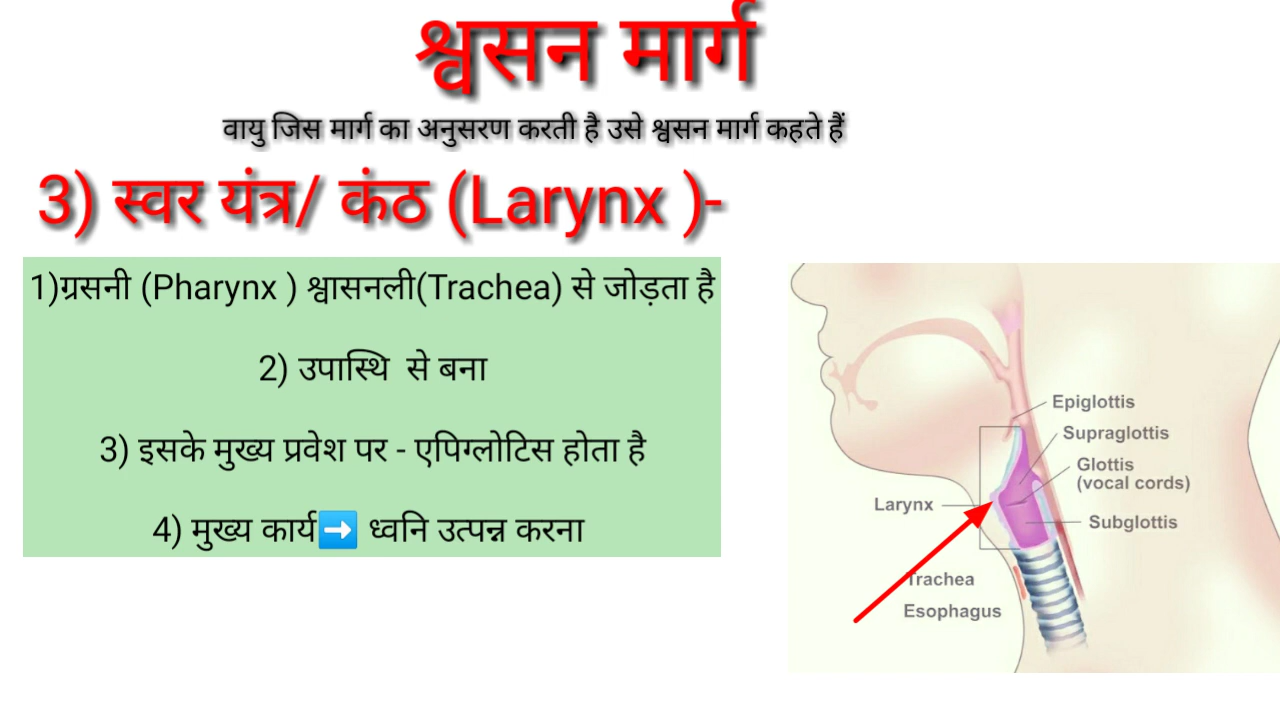 श्वसन मार्ग
वायु जिस मार्ग का अनुसरण करती है उसे श्वसन मार्ग कहते हैं
3) स्वर यंत्र/ कंठ (Larynx )-
1)ग्रसनी (Pharynx ) श्वासनली(Trachea) से जोड़ता है
2) उपास्थि से बना
3) इसके मुख्य प्रवेश पर - एपिग्लोटिस होता है
4) मुख्य कार्य➡️ ध्वनि उत्पन्न करना
Epiglottis
Supraglottis
Glottis
(vocal cords)
Larynx
Subglottis
Trachea
Esophagus